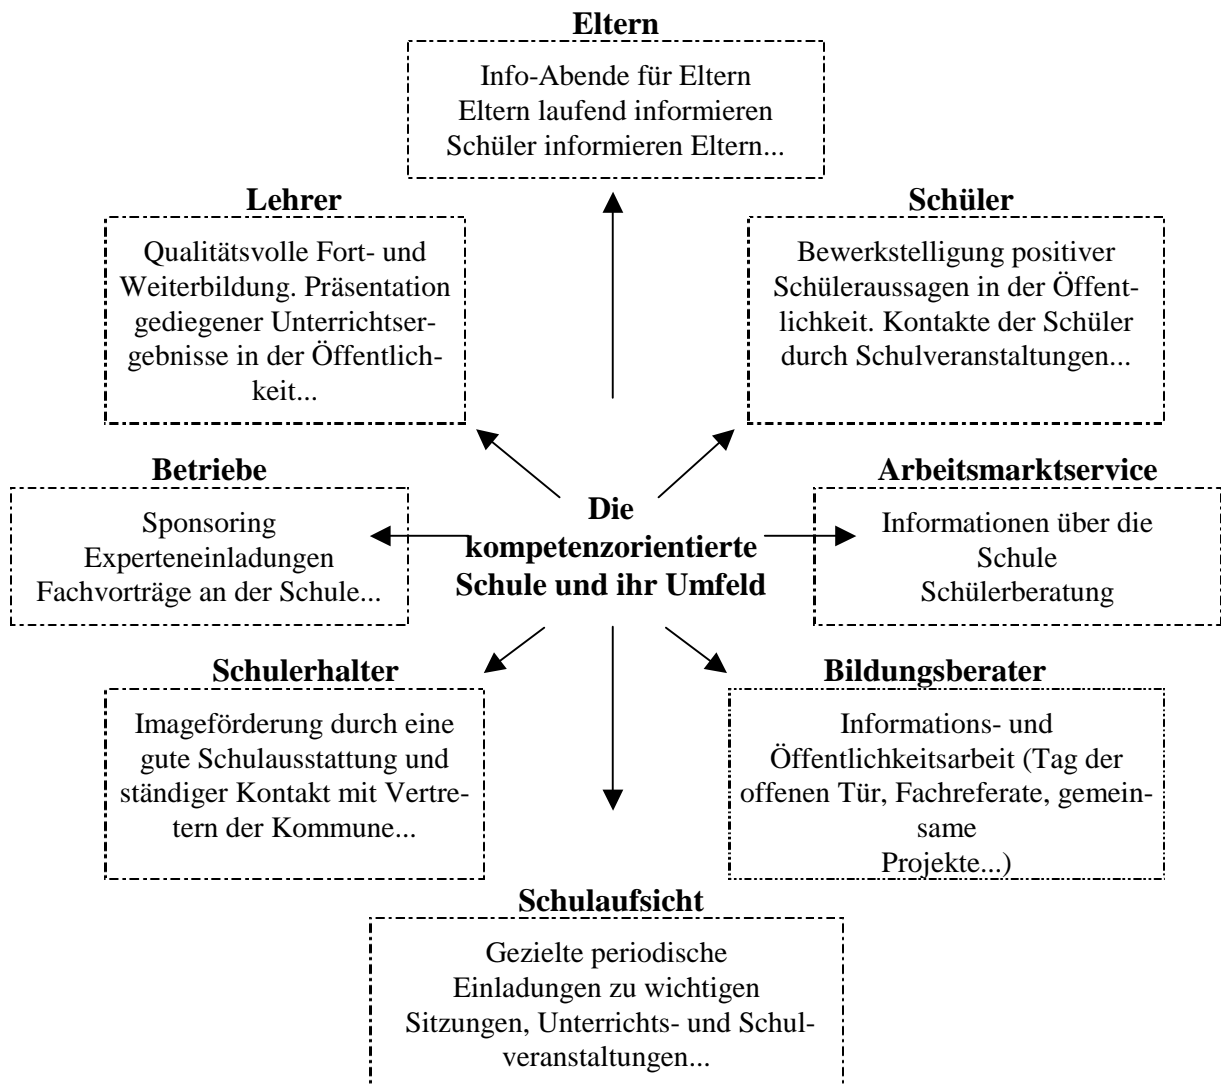 Eltern
Info-Abende für Eltern
Eltern laufend informieren
Schüler informieren Eltern...
Lehrer
Qualitätsvolle Fort- und
Weiterbildung. Präsentation
gediegener Unterrichtser-
gebnisse in der Öffentlich-
keit...
Schüler
Bewerkstelligung positiver
Schüleraussagen in der Öffent-
lichkeit. Kontakte der Schüler
durch Schulveranstaltungen...
Betriebe
Sponsoring
Experteneinladungen
Fachvorträge an der Schule...
Die
kompetenzorientierte
Schule und ihr Umfeld
Arbeitsmarktservice
Informationen über die
Schule
Schülerberatung
Schulerhalter
Imageförderung durch eine
gute Schulausstattung und
ständiger Kontakt mit Vertre-
tern der Kommune...
Bildungsberater
Informations- und
Öffentlichkeitsarbeit (Tag der
offenen Tür, Fachreferate, gemein-
same
Projekte...)
Schulaufsicht
Gezielte periodische
Einladungen zu wichtigen
Sitzungen, Unterrichts- und Schul-
veranstaltungen...